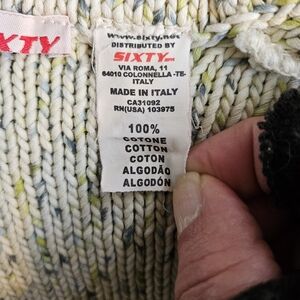 XTY
www.sixty.net
DISTRIBUTED BY
SIXTY
VIA ROMA, 11
64010 COLONNELLA -TE-
ITALY
MADE IN ITALY
CA31092
RN(USA) 103975
100%
COTONE
COTTON
COTON
ALGODÃO
ALGODÓN